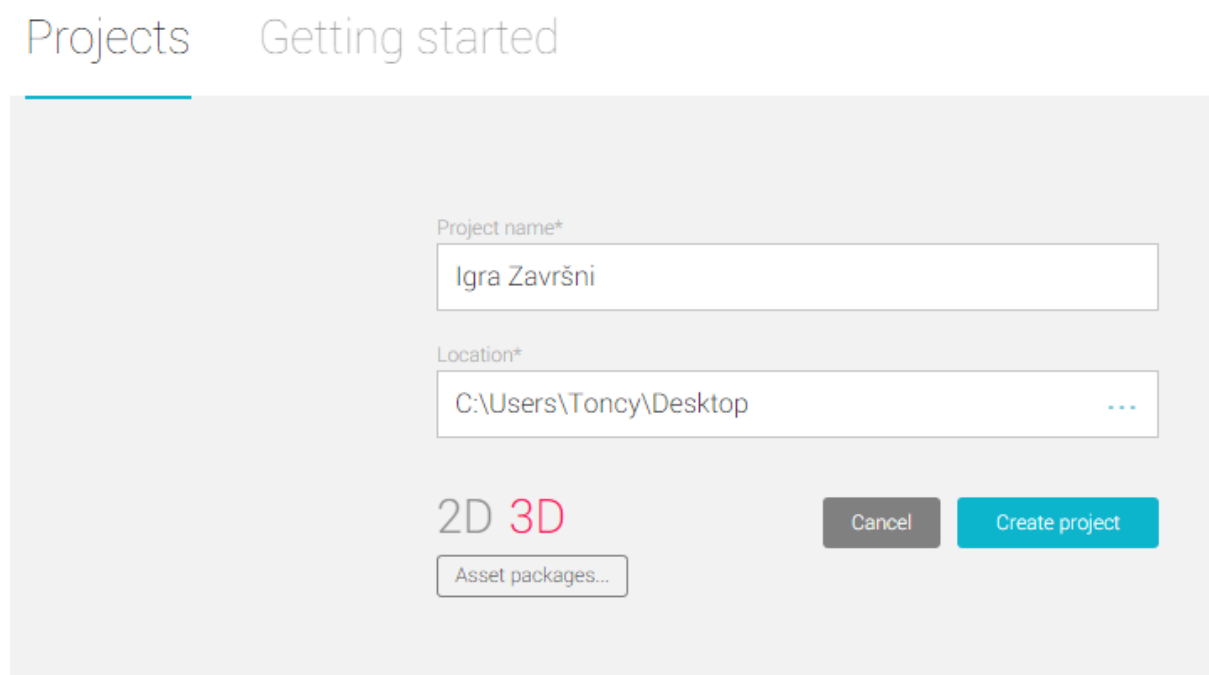 Projects Getting started
Project name*
Igra Završni
Location*
C:\Users\Toncy\Desktop ...
2D 3D Cancel Create project
Asset packages...